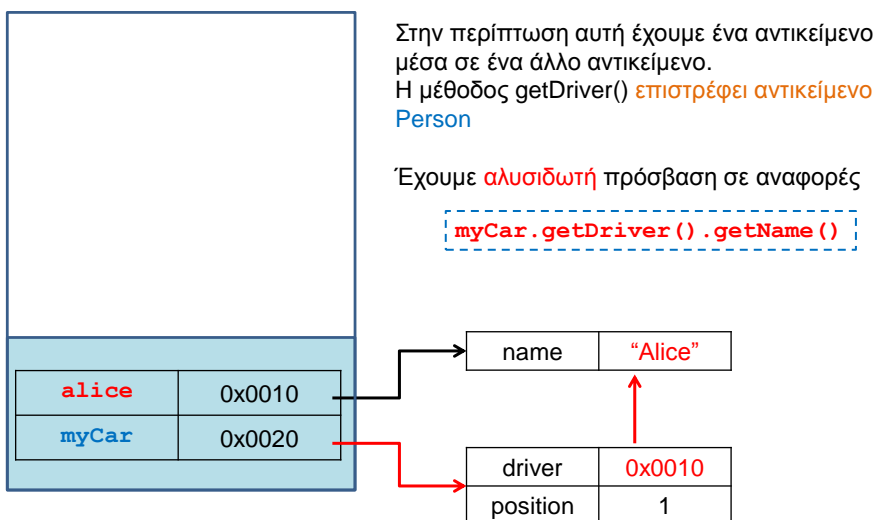 Στην περίπτωση αυτή έχουμε ένα αντικείμενο
μέσα σε ένα άλλο αντικείμενο.
Η μέθοδος getDriver() επιστρέφει αντικείμενο
Person
Έχουμε αλυσιδωτή πρόσβαση σε αναφορές
myCar.getDriver().getName()
name “Alice”
alice 0x0010
myCar 0x0020
driver 0x0010
position 1